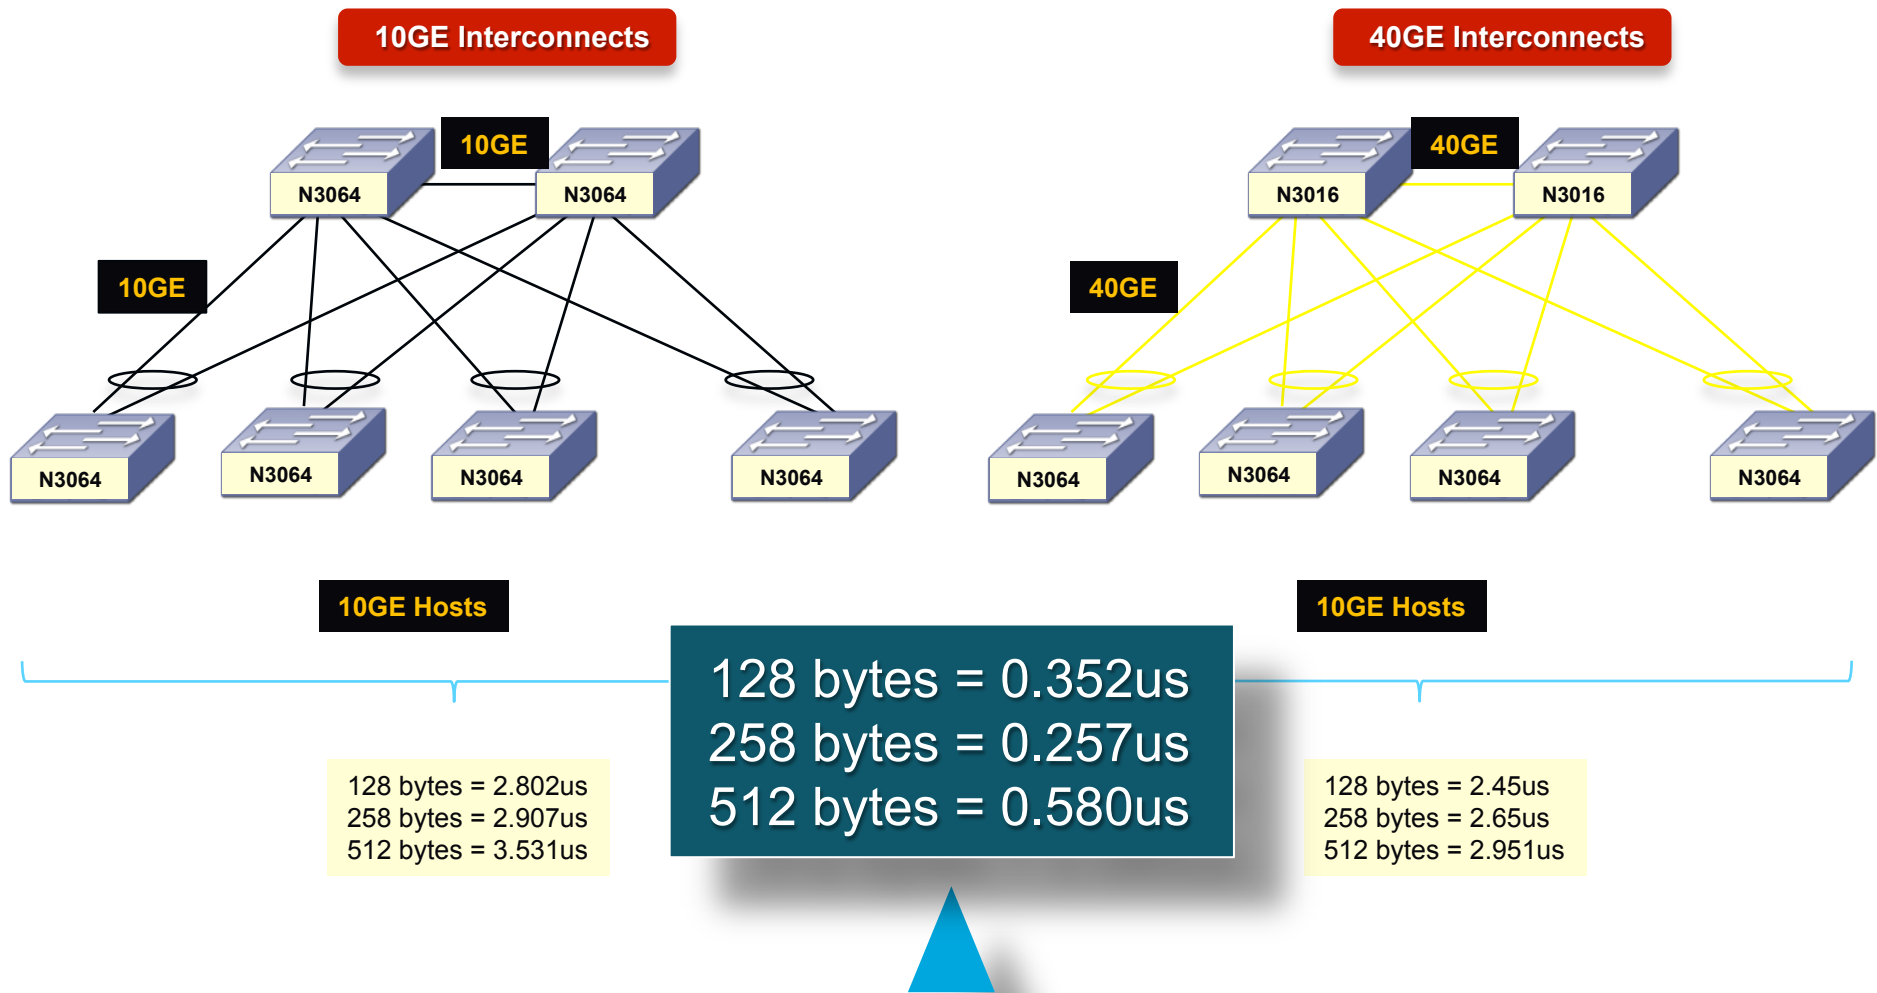 10GE Interconnects
40GE Interconnects
10GE
N3064
N3064
10GE
N3064
N3064
N3064
N3064
40GE
N3016
N3016
40GE
N3064
N3064
N3064
N3064
10GE Hosts
10GE Hosts
128 bytes = 0.352us
258 bytes = 0.257us
512 bytes = 0.580us
128 bytes = 2.802us
258 bytes = 2.907us
512 bytes = 3.531us
128 bytes = 2.45us
258 bytes = 2.65us
512 bytes = 2.951us